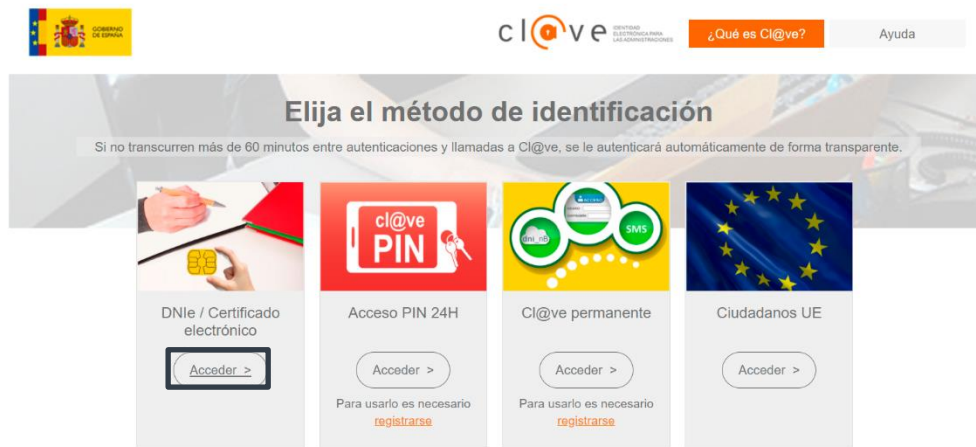 GOBIERNO
DE ESPAÑA
cl@ve
IDENTIDAD
ELECTRÓNICA PARA
LAS ADMINISTRACIONES
¿Qué es Cl@ve?
Ayuda
Elija el método de identificación
Si no transcurren más de 60 minutos entre autenticaciones y llamadas a Cl@ve, se le autenticará automáticamente de forma transparente.
cl@ve
PIN
dni_nb
SMS
DNIe / Certificado
electrónico
Acceder >
Acceso PIN 24H
Acceder >
Para usarlo es necesario
registrarse
Cl@ve permanente
Acceder >
Para usarlo es necesario
registrarse
Ciudadanos UE
Acceder >